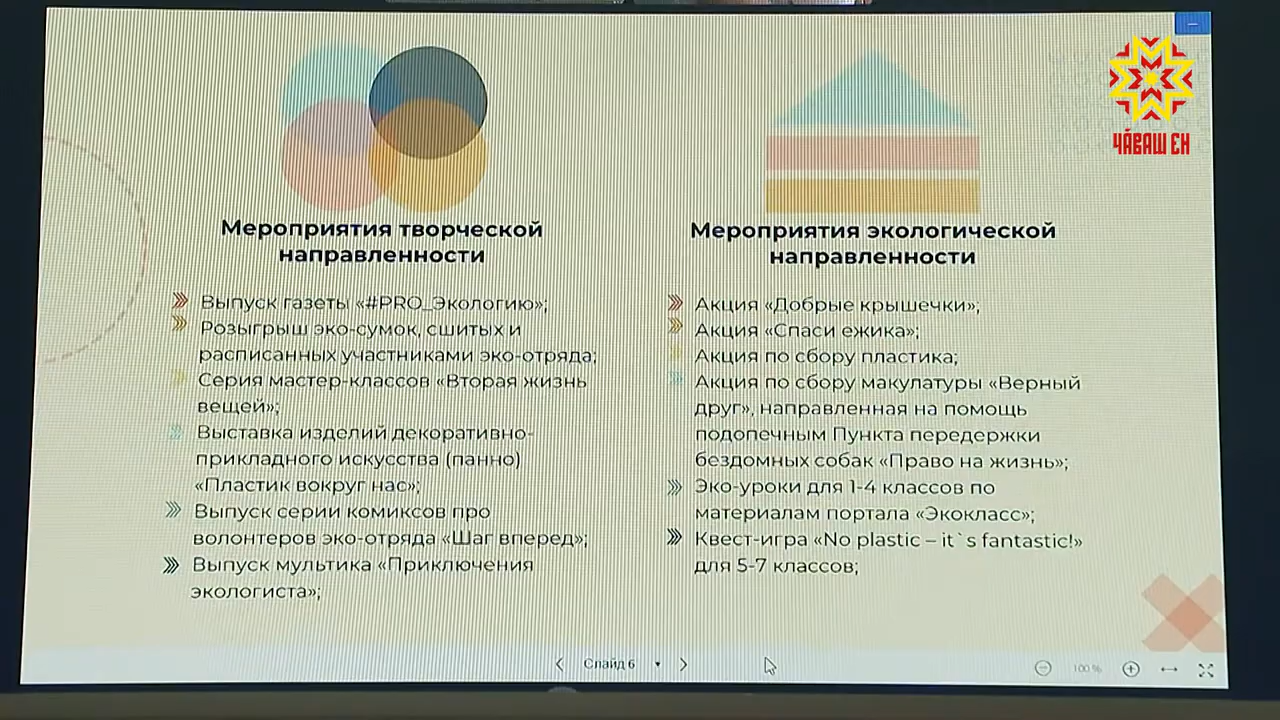 ЧӐВАШ ЕН
Мероприятия творческой
направленности
Выпуск газеты «#PRO_Экологию»;
Розыгрыш эко-сумок, сшитых и
расписанных участниками эко-отряда;
Серия мастер-классов «Вторая жизнь
вещей»;
Выставка изделий декоративно-
прикладного искусства (панно)
«Пластик вокруг нас»;
Выпуск серии комиксов про
волонтеров эко-отряда «Шаг вперед»;
Выпуск мультика «Приключения
экологиста»;
Мероприятия экологической
направленности
Акция «Добрые крышечки»;
Акция «Спаси ежика»;
Акция по сбору пластика;
Акция по сбору макулатуры «Верный
друг», направленная на помощь
подопечным Пункта передержки
бездомных собак «Право на жизнь»;
Эко-уроки для 1-4 классов по
материалам портала «Экокласс»;
Квест-игра «No plastic – it`s fantastic!»
для 5-7 классов;
Слайд 6
100 %